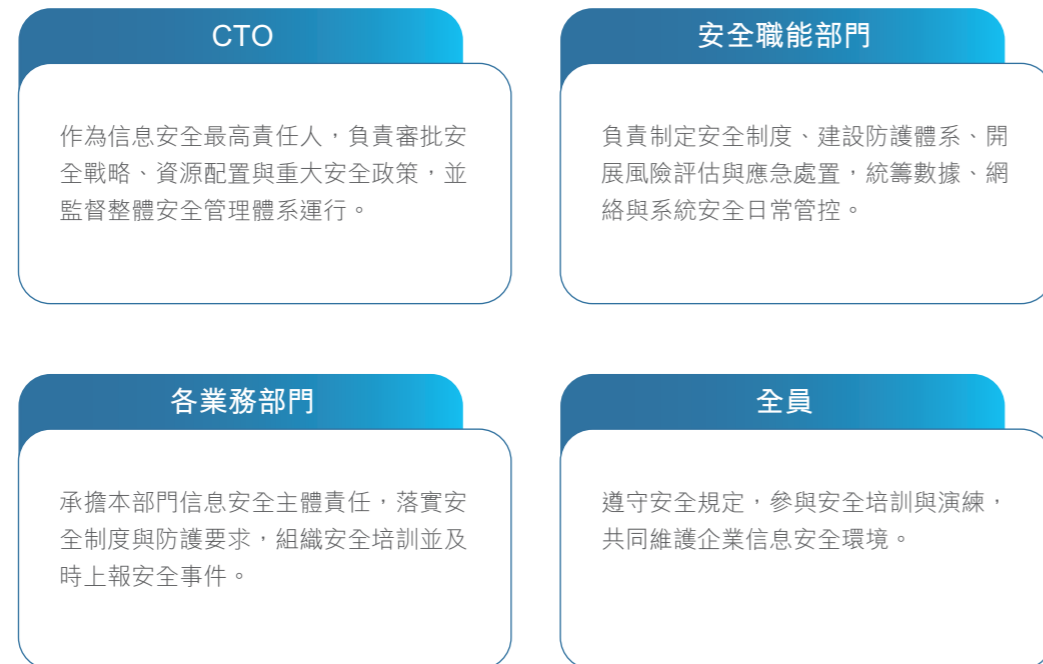 CTO
作為信息安全最高責任人，負責審批安
全戰略、資源配置與重大安全政策，並
監督整體安全管理體系運行。
安全職能部門
負責制定安全制度、建設防護體系、開
展風險評估與應急處置，統籌數據、網
絡與系統安全日常管控。
各業務部門
承擔本部門信息安全主體責任，落實安
全制度與防護要求，組織安全培訓並及
時上報安全事件。
全員
遵守安全規定，參與安全培訓與演練，
共同維護企業信息安全環境。